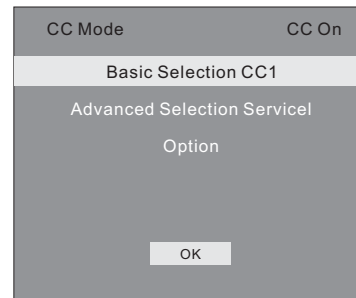 CC Mode CC On
Basic Selection CC1
Advanced Selection Servicel
Option
OK